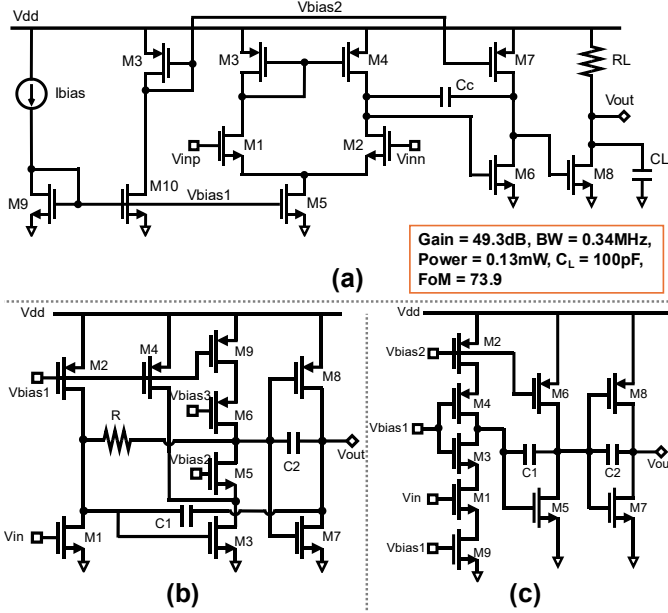 Vdd
Vbias2
M3
M3
M4
M7
RL
Ibias
Cc
Vout
Vinp
M1
M2
Vinn
M6
M8
CL
M9
M10
Vbias1
M5
(a)
Gain = 49.3dB, BW = 0.34MHz,
Power = 0.13mW, CL = 100pF,
FoM = 73.9
Vdd
M2
M4
M9
M8
Vbias1
Vbias3
M6
R
Vbias2
M5
C2
Vout
C1
Vin
M1
M3
M7
(b)
Vdd
Vbias2
M2
M6
M8
M4
Vbias1
M3
C1
C2
Vou
Vin
M1
M5
M7
Vbias1
M9
(c)